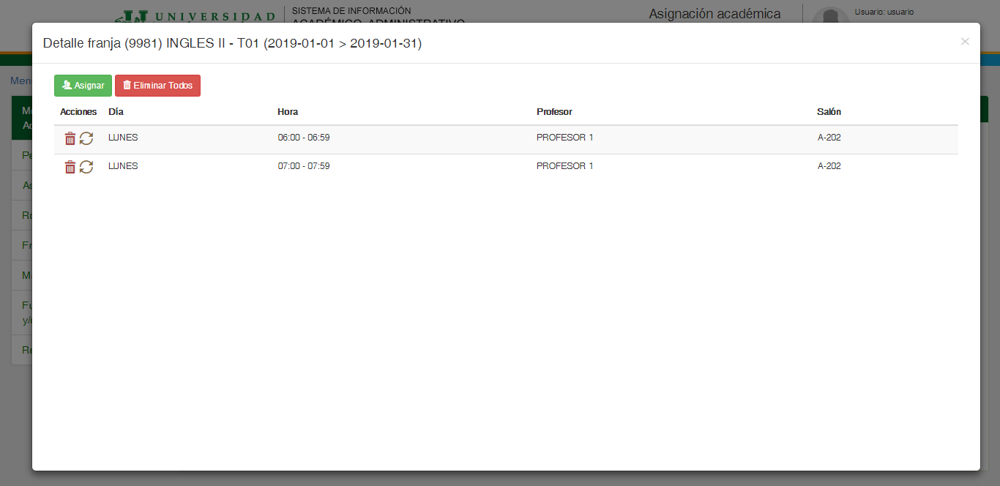 UNIVERSIDAD
SISTEMA DE INFORMACIÓN
ACADÉMICO ADMINISTRATIVO
Asignación académica
Usuario: usuario
Detalle franja (9981) INGLES II - T01 (2019-01-01 > 2019-01-31)
×
Asignar
Eliminar Todos
Acciones Día Hora Profesor Salón
LUNES 06:00 - 06:59 PROFESOR 1 A-202
LUNES 07:00 - 07:59 PROFESOR 1 A-202